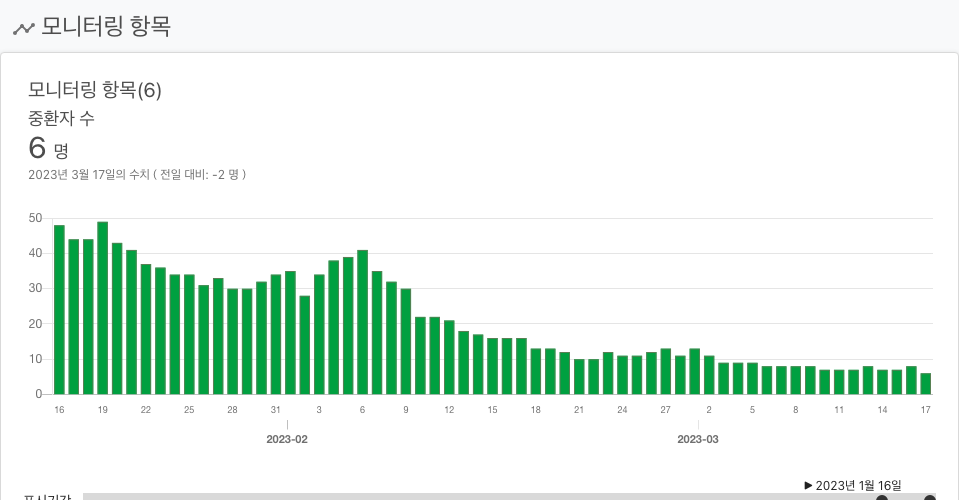 모니터링 항목
모니터링 항목(6)
중환자 수
6 명
2023년 3월 17일의 수치 ( 전일 대비: -2 명 )
50
40
30
20
10
0
16 19 22 25 28 31 3 6 9 12 15 18 21 24 27 2 5 8 11 14 17
2023-02 2023-03
▶ 2023년 1월 16일
표시기간